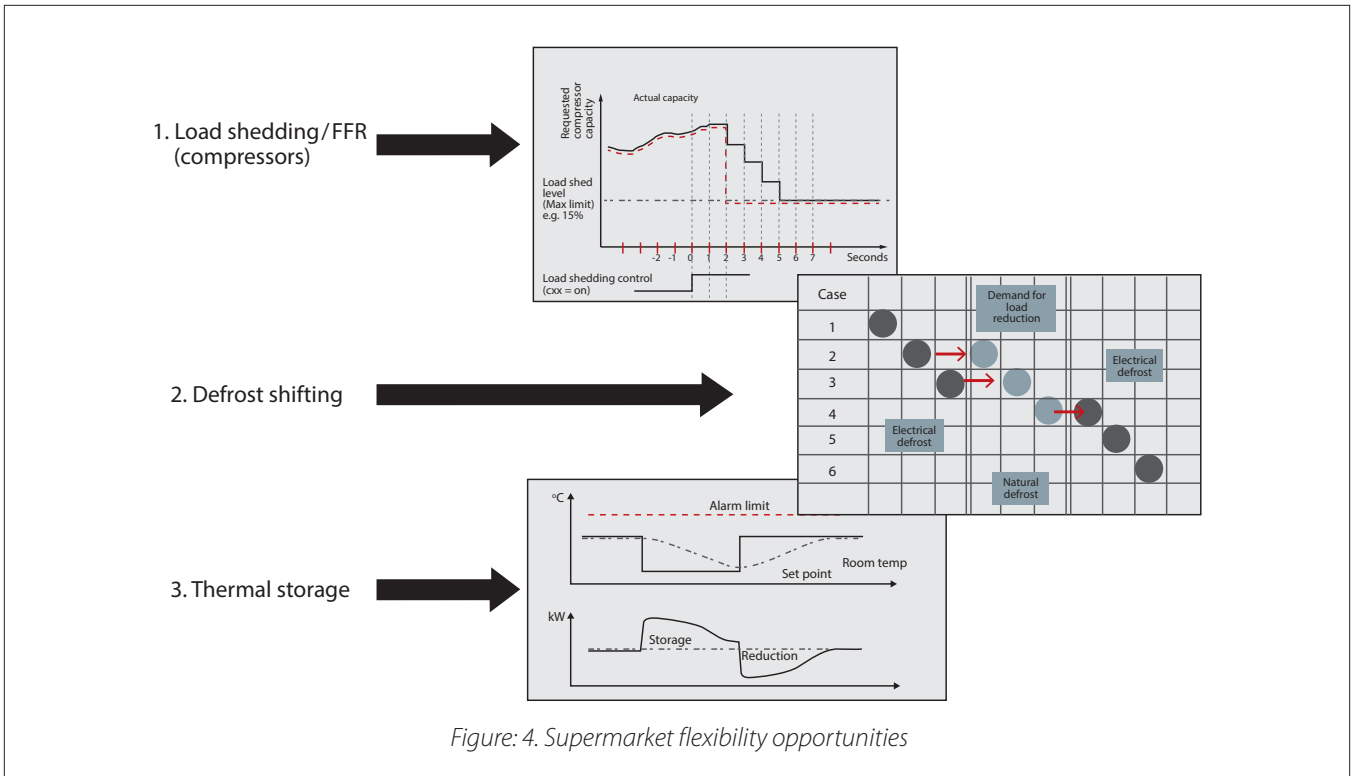 1. Load shedding/FFR
(compressors)
Requested
compressor
capacity
Actual capacity
Load shed
level
(Max limit)
e.g. 15%
-2 -1 0 1 2 3 4 5 6 7 Seconds
Load shedding control
(cxx = on)
2. Defrost shifting
Case
1
2
3
4
5
6
Demand for
load
reduction
Electrical
defrost
Electrical
defrost
Natural
defrost
3. Thermal storage
°C
Alarm limit
Room temp
Set point
kW
Storage
Reduction
Figure: 4. Supermarket flexibility opportunities